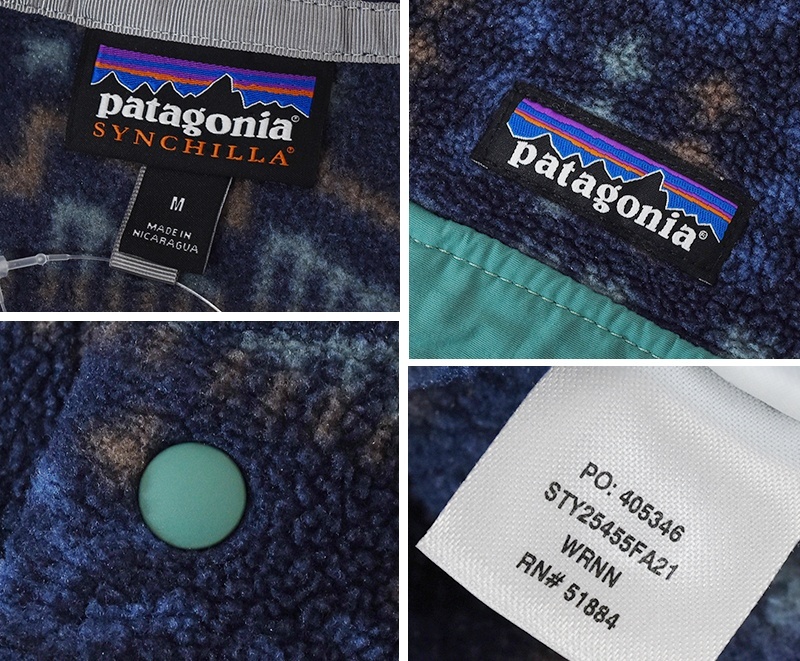 patagonia®
SYNCHILLA®
M
MADE IN
NICARAGUA
patagonia®
PO: 405346
STY25455FA21
WRNN
RN# 51884